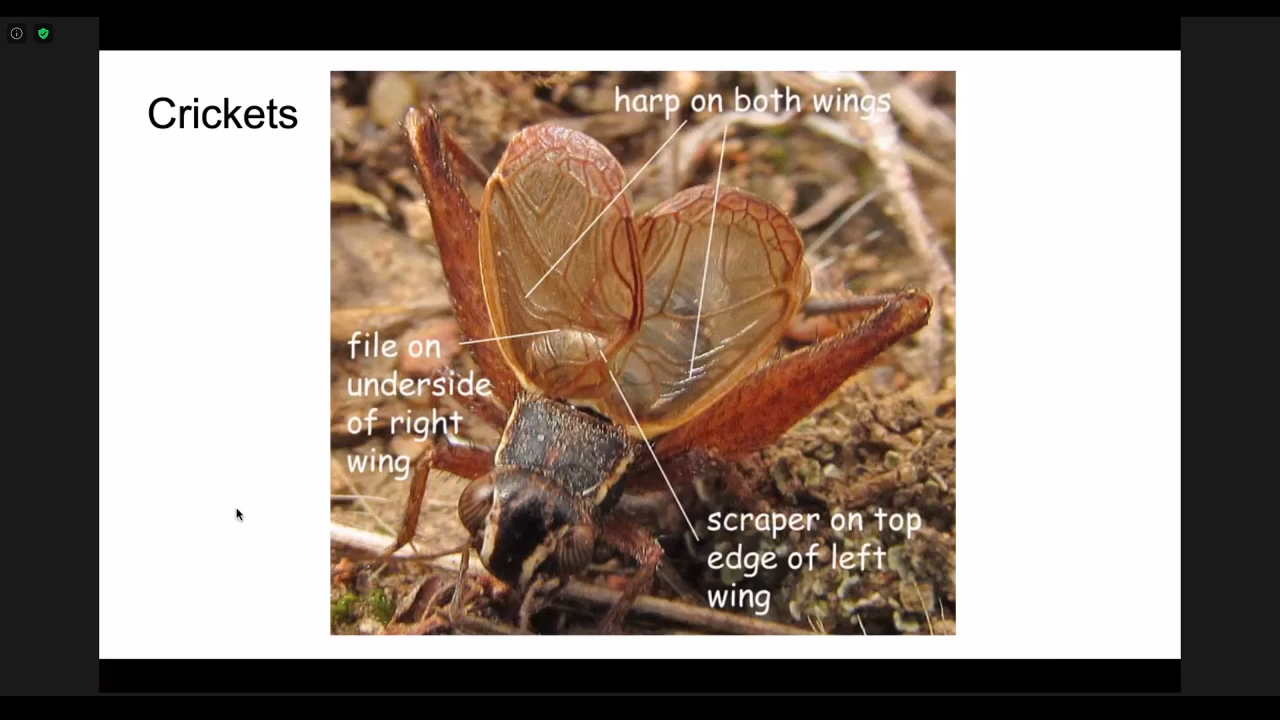 Crickets
harp on both wings
file on
underside
of right
wing
scraper on top
edge of left
wing